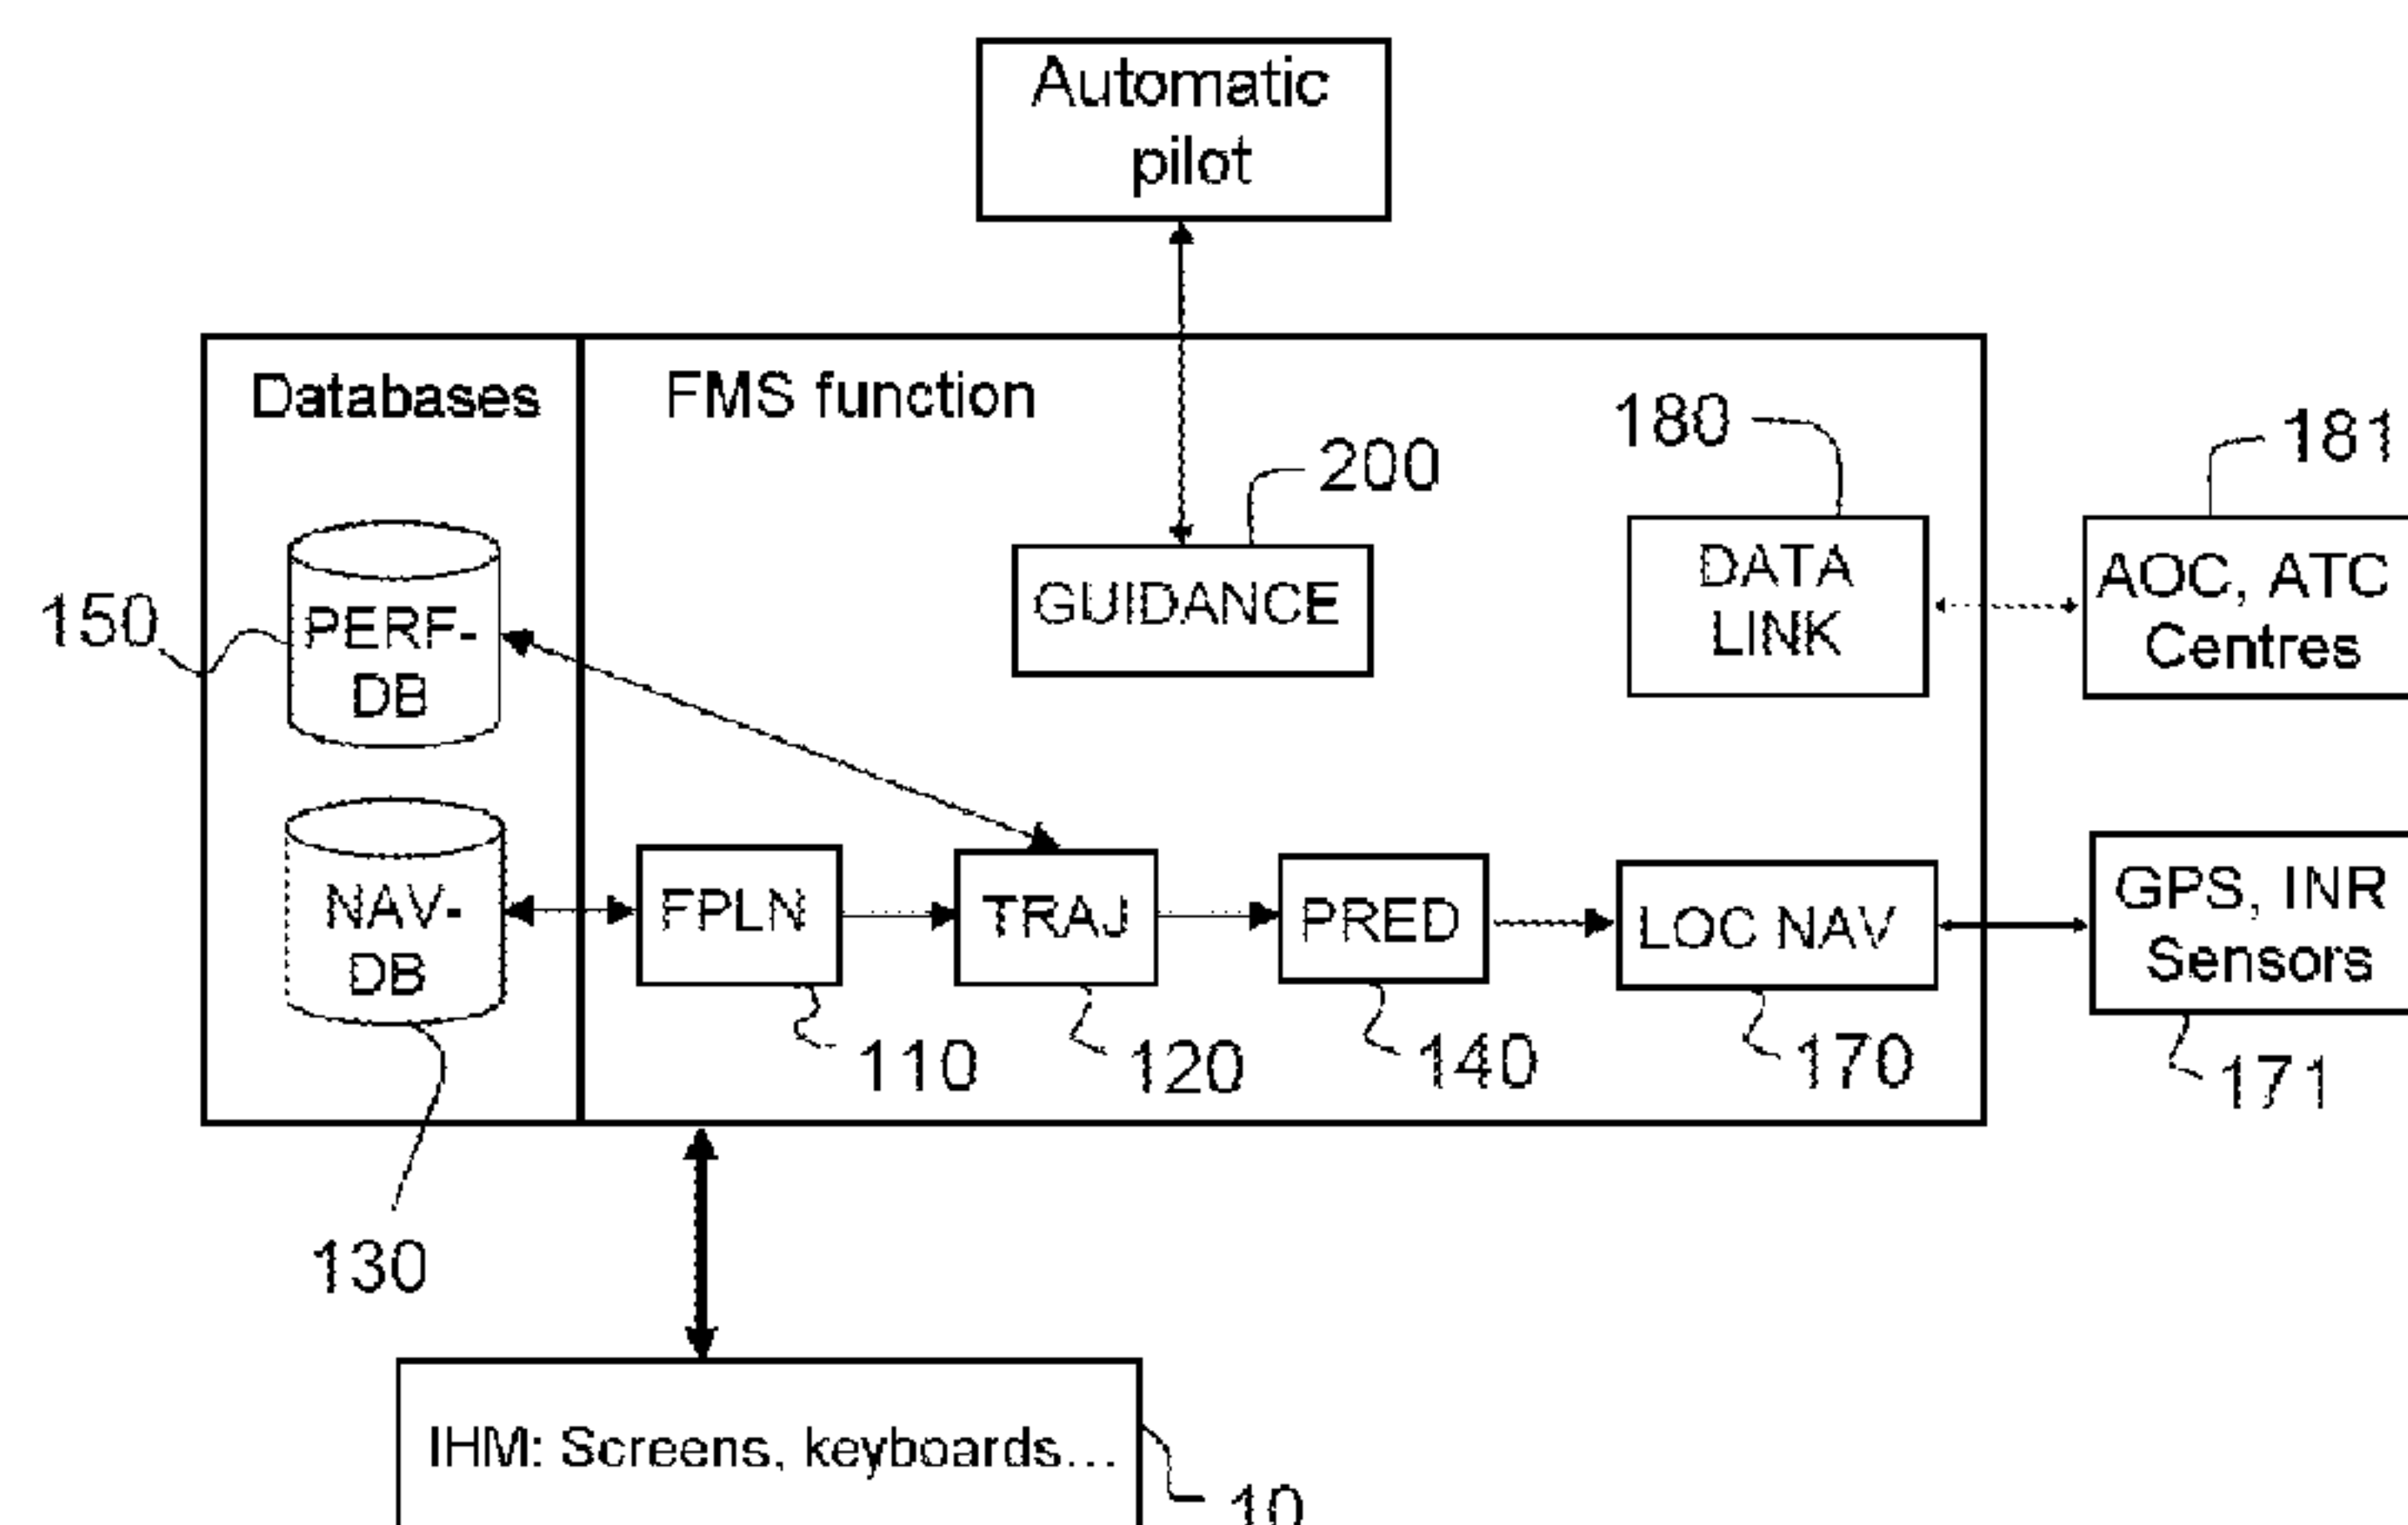 Automatic
pilot
Databases
FMS function
180
181
200
150
PERF-
DB
GUIDANCE
DATA
LINK
AOC, ATC
Centres
NAV-
DB
FPLN
TRAJ
PRED
LOC NAV
GPS, INR
Sensors
110
120
140
170
171
130
IHM: Screens, keyboards...
10